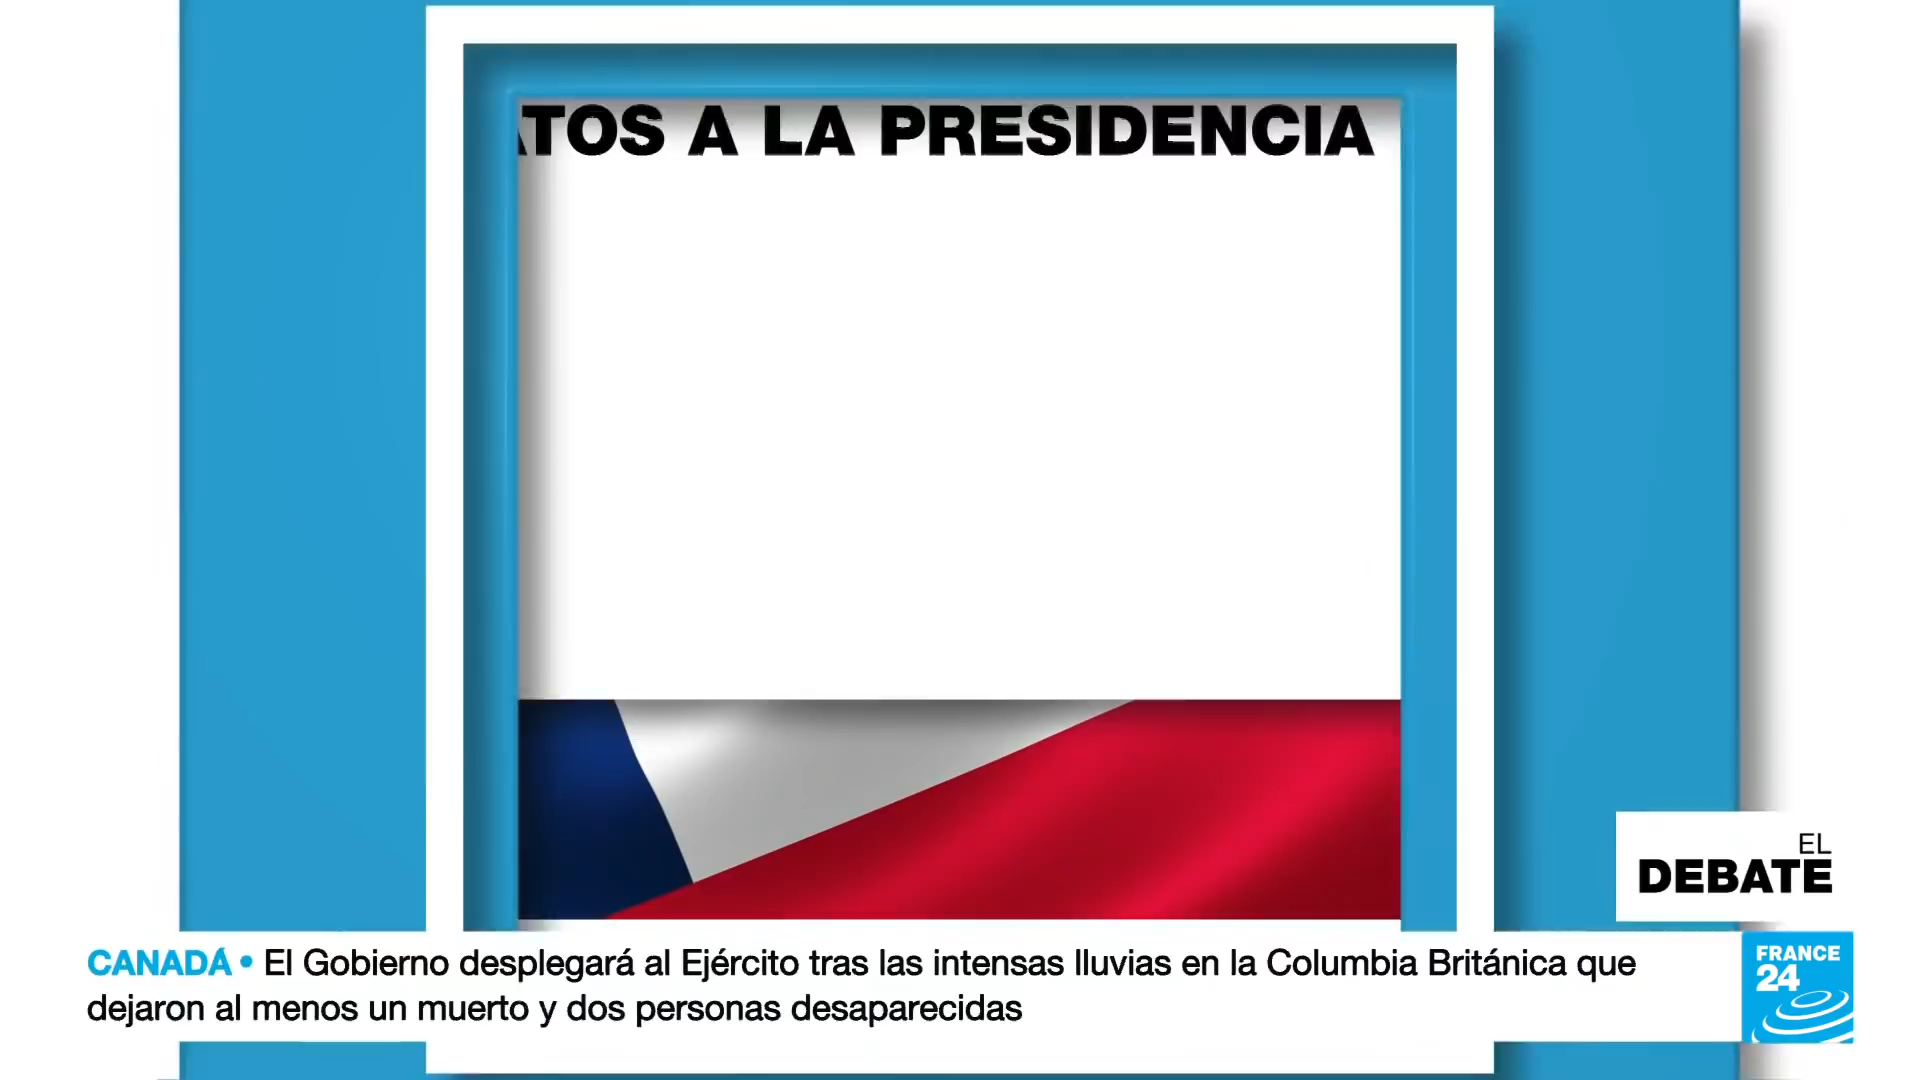 ATOS A LA PRESIDENCIA
EL
DEBATE
CANADÁ • El Gobierno desplegará al Ejército tras las intensas lluvias en la Columbia Británica que
dejaron al menos un muerto y dos personas desaparecidas
FRANCE
24